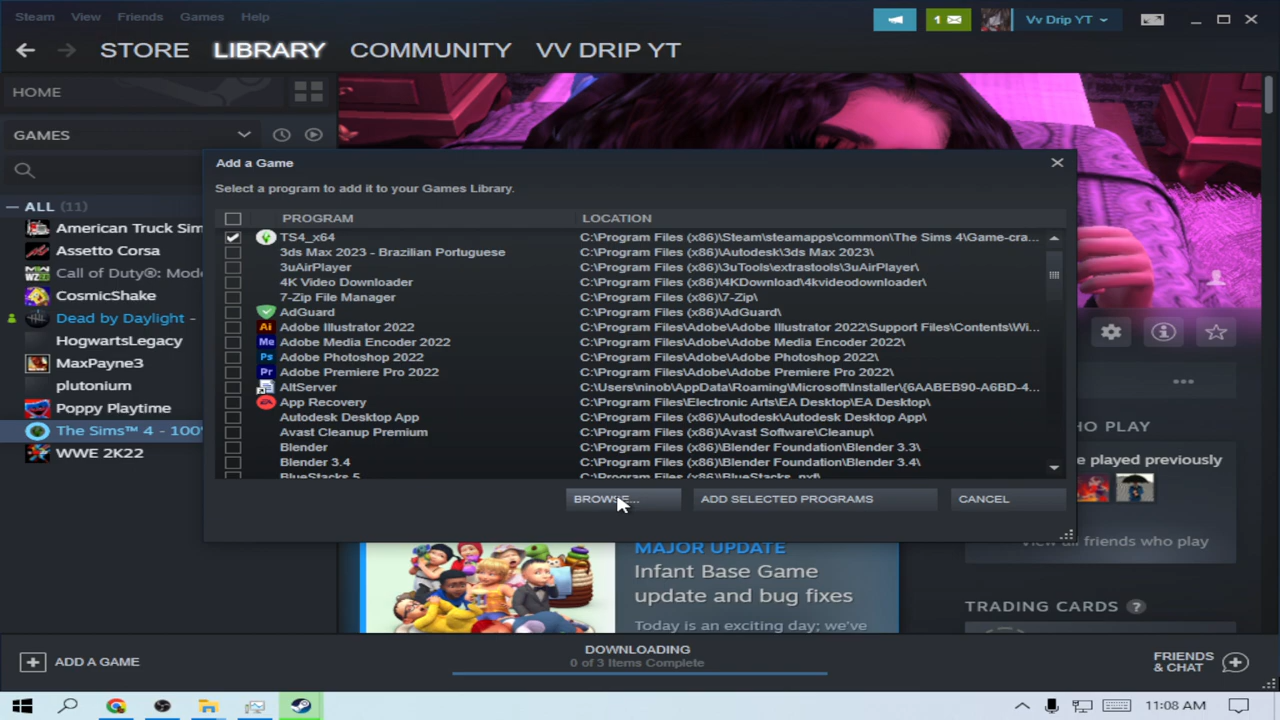 Steam View Friends Games Help
1 Vv Drip YT
STORE LIBRARY COMMUNITY VV DRIP YT
HOME
GAMES
Add a Game
Select a program to add it to your Games Library.
— ALL (11)
American Truck Sim
Assetto Corsa
Call of Duty®: Mode
CosmicShake
Dead by Daylight -
HogwartsLegacy
MaxPayne3
plutonium
Poppy Playtime
The Sims™ 4 - 100%
WWE 2K22
PROGRAM LOCATION
TS4_x64 C:\Program Files (x86)\Steam\steamapps\common\The Sims 4\Game-cra...
3ds Max 2023 - Brazilian Portuguese C:\Program Files (x86)\Autodesk\3ds Max 2023\
3uAirPlayer C:\Program Files (x86)\3uTools\extrastools\3uAirPlayer\
4K Video Downloader C:\Program Files (x86)\4KDownload\4kvideodownloader\
7-Zip File Manager C:\Program Files (x86)\7-Zip\
AdGuard C:\Program Files (x86)\AdGuard\
Ai Adobe Illustrator 2022 C:\Program Files\Adobe\Adobe Illustrator 2022\Support Files\Contents\Wi...
Me Adobe Media Encoder 2022 C:\Program Files\Adobe\Adobe Media Encoder 2022\
Ps Adobe Photoshop 2022 C:\Program Files\Adobe\Adobe Photoshop 2022\
Pr Adobe Premiere Pro 2022 C:\Program Files\Adobe\Adobe Premiere Pro 2022\
AltServer C:\Users\ninob\AppData\Roaming\Microsoft\Installer\{6AABEB90-A6BD-4...
EA App Recovery C:\Program Files\Electronic Arts\EA Desktop\EA Desktop\
Autodesk Desktop App C:\Program Files (x86)\Autodesk\Autodesk Desktop App\
Avast Cleanup Premium C:\Program Files (x86)\Avast Software\Cleanup\
Blender C:\Program Files (x86)\Blender Foundation\Blender 3.3\
Blender 3.4 C:\Program Files (x86)\Blender Foundation\Blender 3.4\
BlueStacks 5 C:\Program Files (x86)\BlueStacks_nxt\
BROWSE... ADD SELECTED PROGRAMS CANCEL
HO PLAY
e played previously
View all friends who play
TRADING CARDS ?
MAJOR UPDATE
Infant Base Game
update and bug fixes
Today is an exciting day; we've
ADD A GAME
DOWNLOADING
0 of 3 Items Complete
FRIENDS
& CHAT
11:08 AM